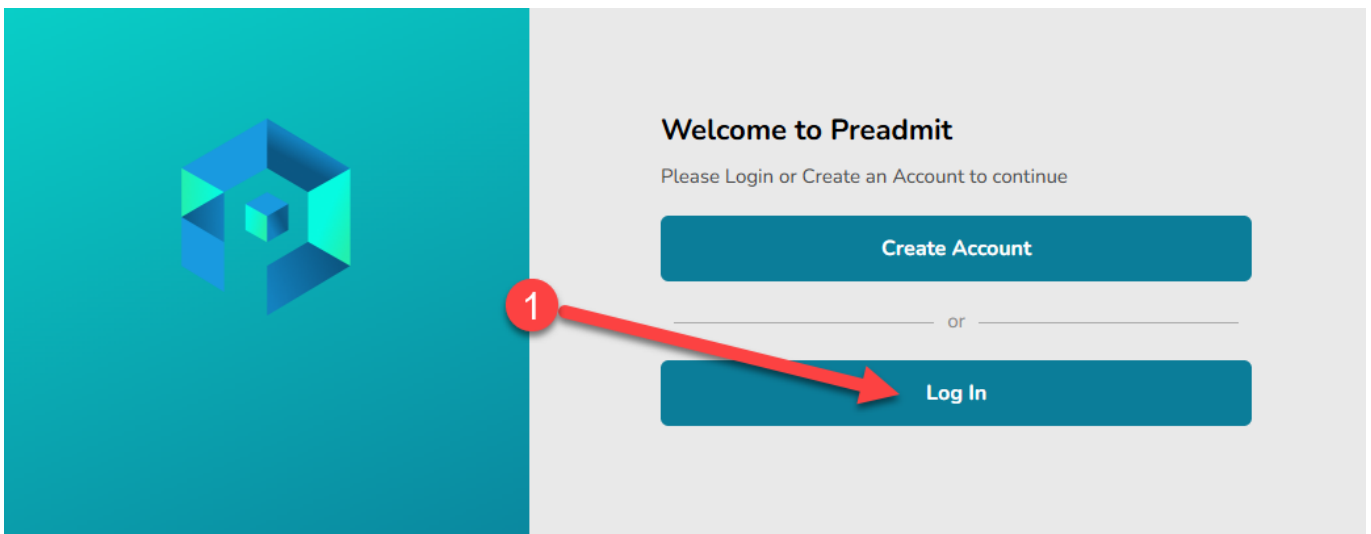 Welcome to Preadmit
Please Login or Create an Account to continue
Create Account
1
or
Log In